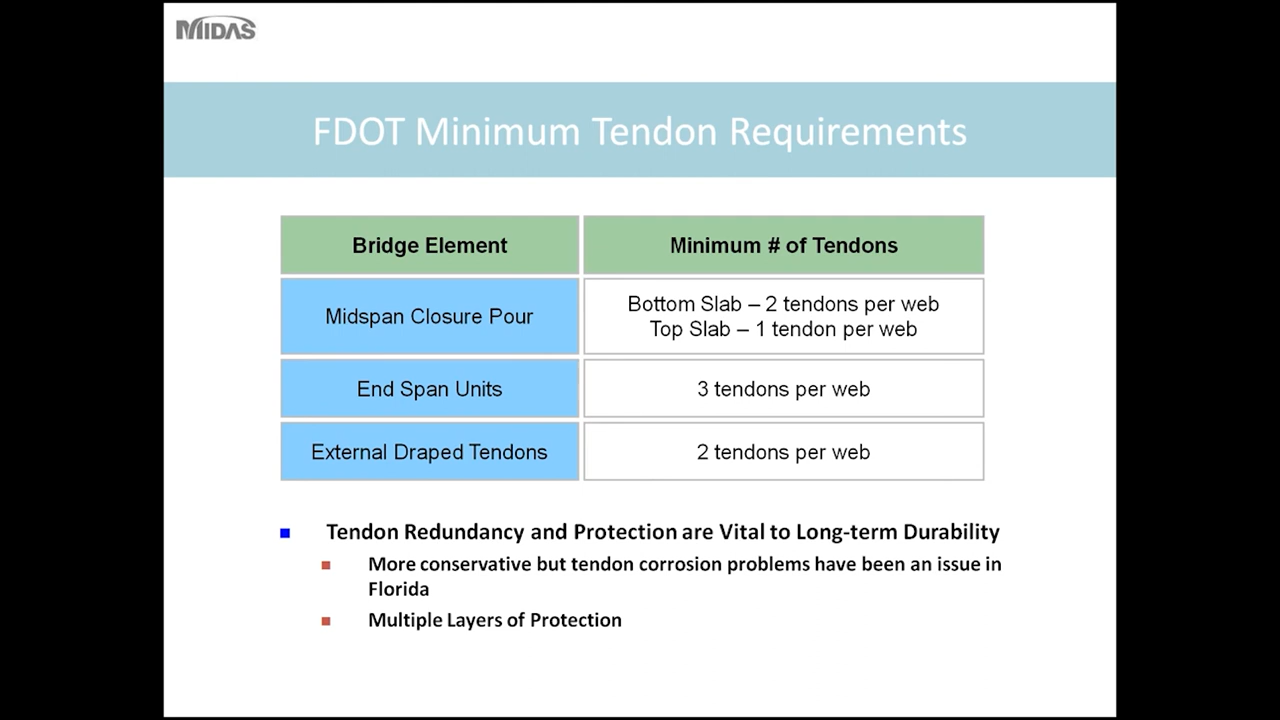 MIDAS
FDOT Minimum Tendon Requirements
Bridge Element
Minimum # of Tendons
Midspan Closure Pour
Bottom Slab – 2 tendons per web
Top Slab – 1 tendon per web
End Span Units
3 tendons per web
External Draped Tendons
2 tendons per web
Tendon Redundancy and Protection are Vital to Long-term Durability
More conservative but tendon corrosion problems have been an issue in
Florida
Multiple Layers of Protection